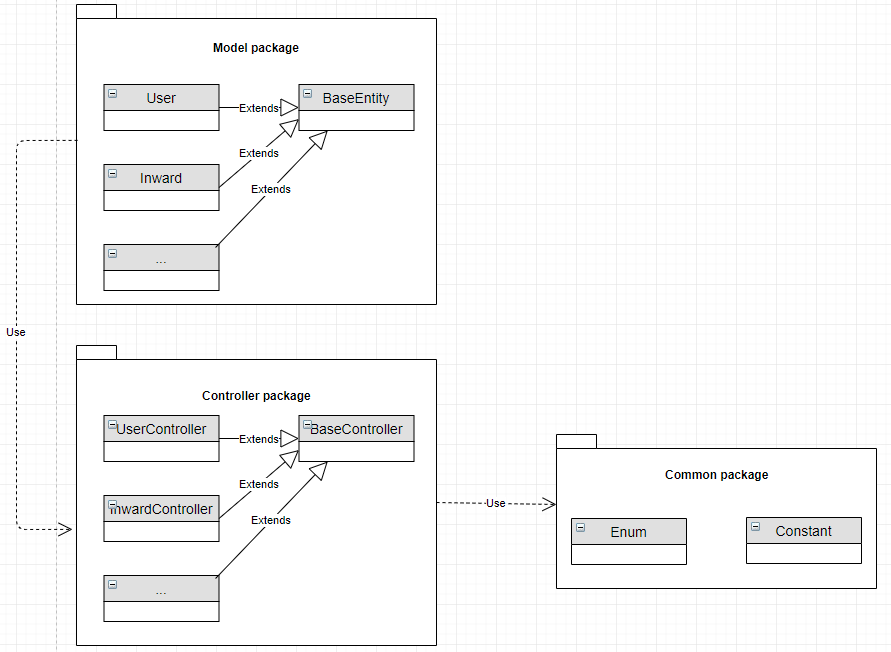 Model package
User
Extends
BaseEntity
Extends
Inward
Extends
...
Use
Controller package
UserController
Extends
BaseController
Extends
InwardController
Extends
...
Use
Common package
Enum
Constant